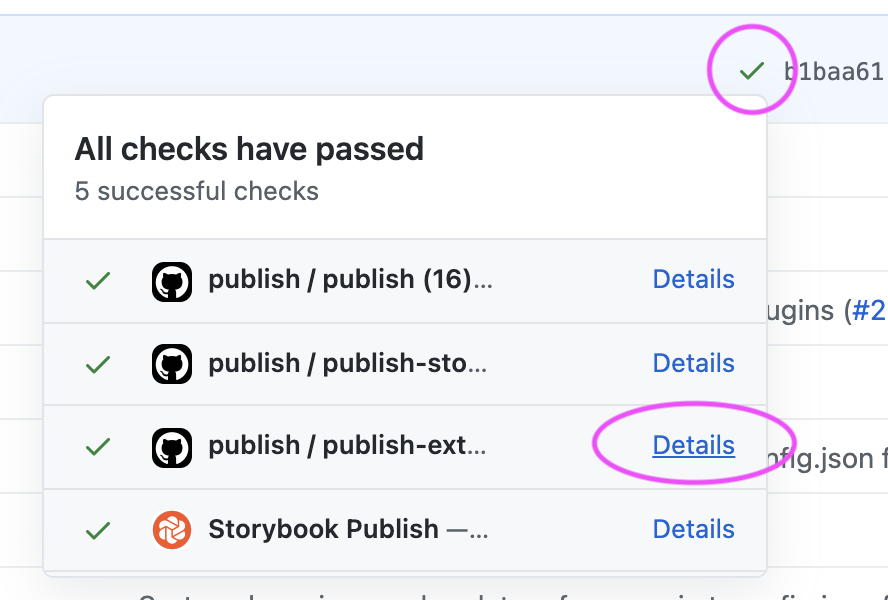 b1baa61
All checks have passed
5 successful checks
publish / publish (16)... Details
ugins (#2
publish / publish-sto... Details
publish / publish-ext... Details
nfig.json f
Storybook Publish —... Details